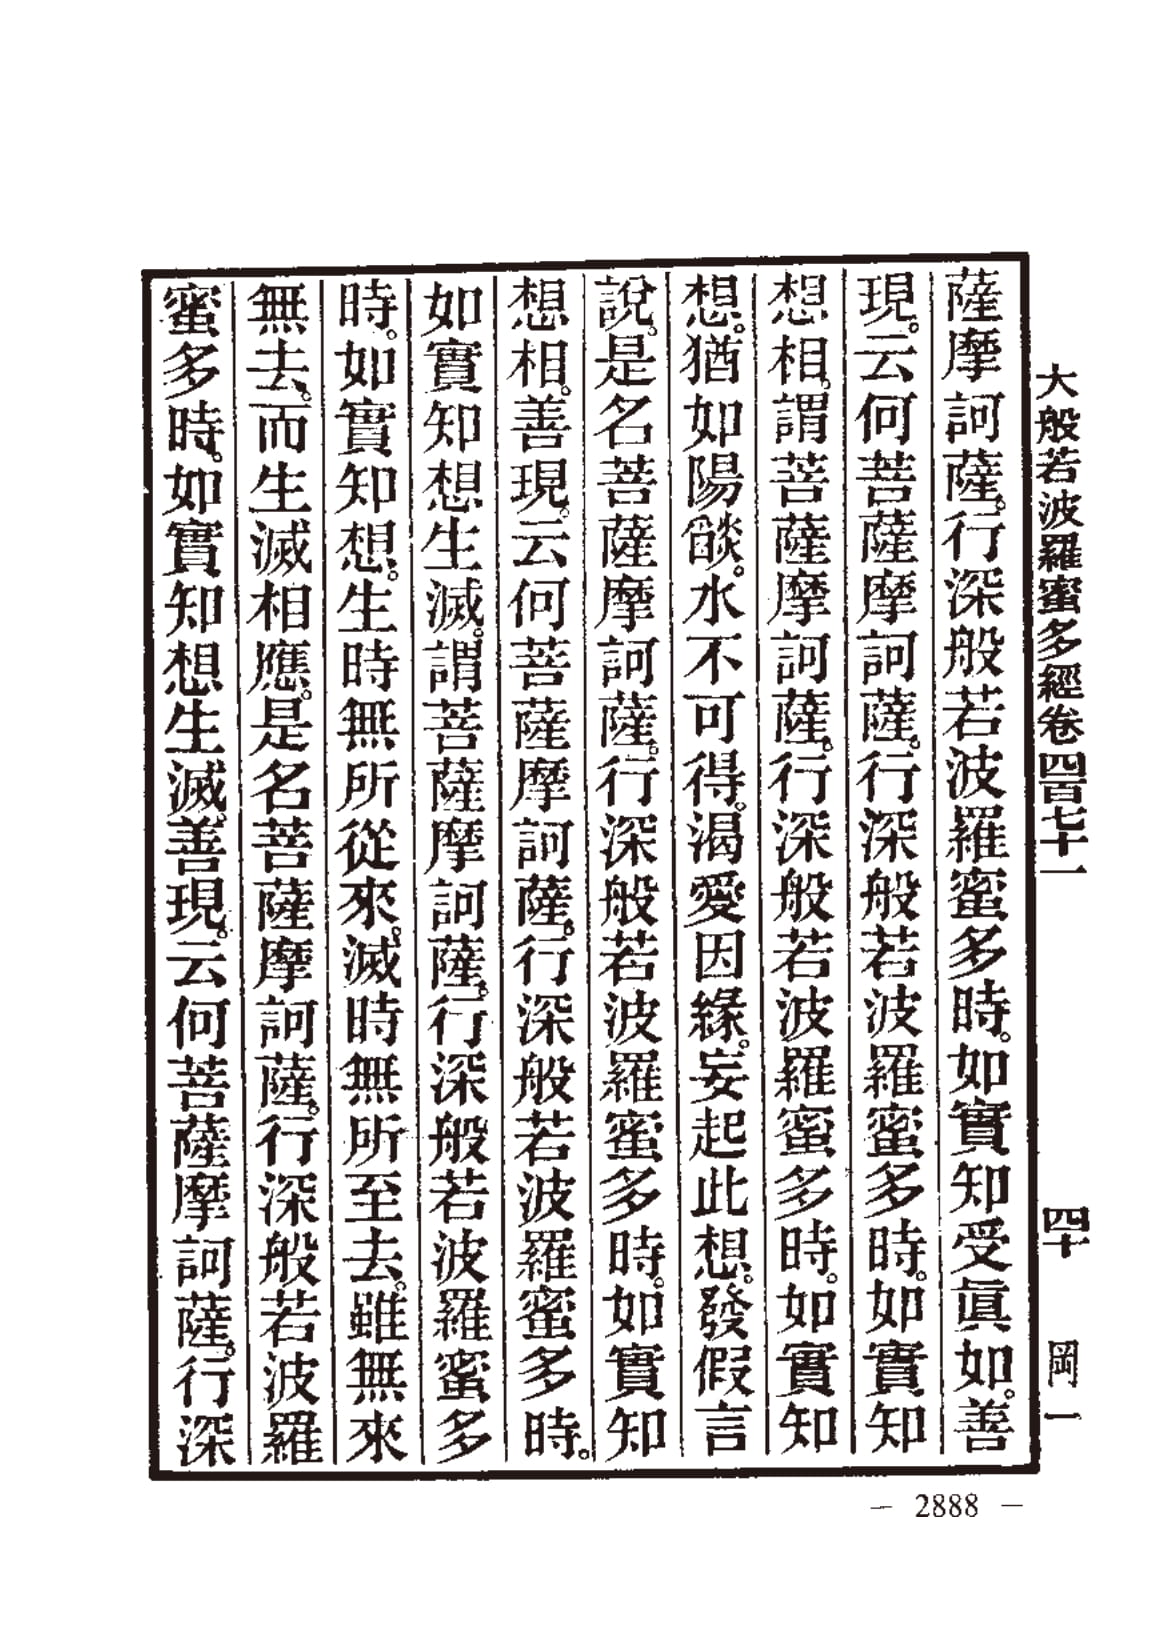 大般若波羅蜜多經卷四百七十一　四十　岡一
薩摩訶薩。行深般若波羅蜜多時。如實知受眞如。善
現。云何菩薩摩訶薩。行深般若波羅蜜多時。如實知
想相。謂菩薩摩訶薩。行深般若波羅蜜多時。如實知
想。猶如陽燄。水不可得。渴愛因緣。妄起此想。發假言
說。是名菩薩摩訶薩。行深般若波羅蜜多時。如實知
想相。善現。云何菩薩摩訶薩。行深般若波羅蜜多時。
如實知想生滅。謂菩薩摩訶薩。行深般若波羅蜜多
時。如實知想。生時無所從來。滅時無所至去。雖無來
無去。而生滅相應。是名菩薩摩訶薩。行深般若波羅
蜜多時。如實知想生滅。善現。云何菩薩摩訶薩。行深
— 2888 —